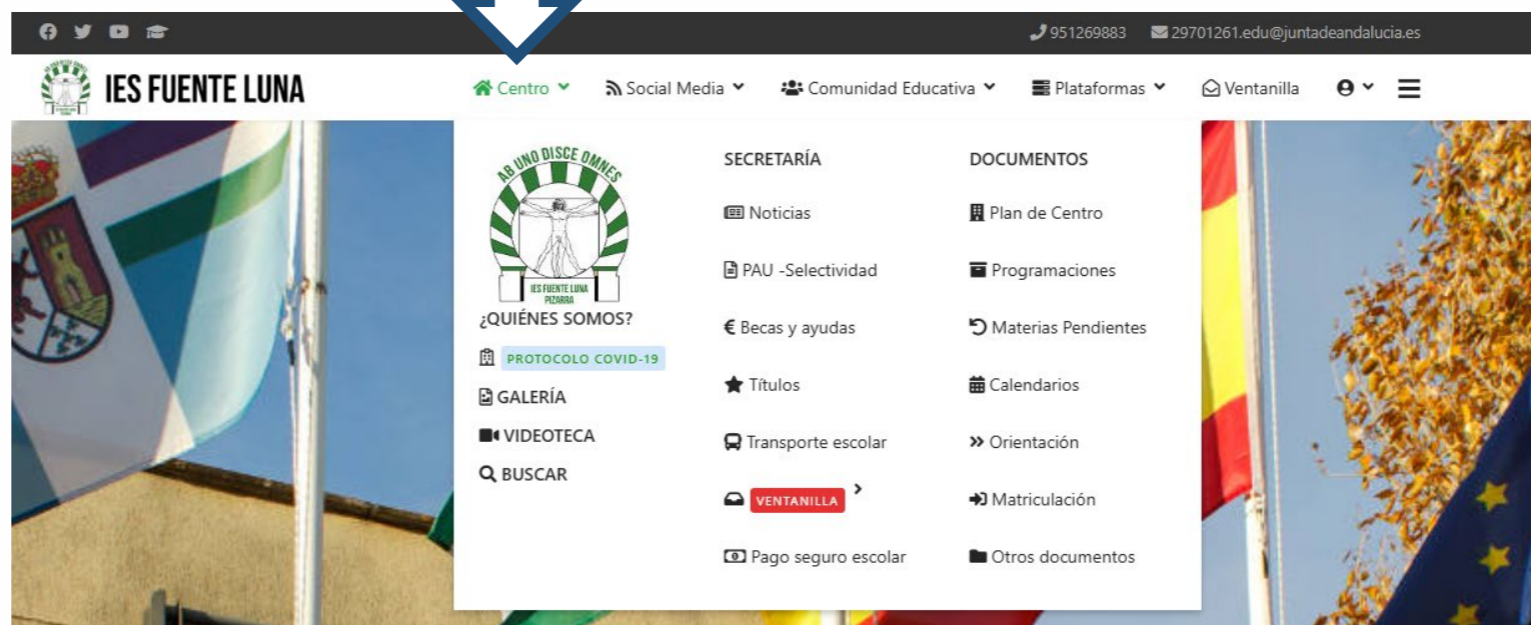 951269883 29701261.edu@juntadeandalucia.es
IES FUENTE LUNA
Centro Social Media Comunidad Educativa Plataformas Ventanilla
AB UNO DISCE OMNES
IES FUENTE LUNA
PIZARRA
¿QUIÉNES SOMOS?
PROTOCOLO COVID-19
GALERÍA
VIDEOTECA
BUSCAR
SECRETARÍA
Noticias
PAU -Selectividad
€ Becas y ayudas
Títulos
Transporte escolar
VENTANILLA
Pago seguro escolar
DOCUMENTOS
Plan de Centro
Programaciones
Materias Pendientes
Calendarios
Orientación
Matriculación
Otros documentos